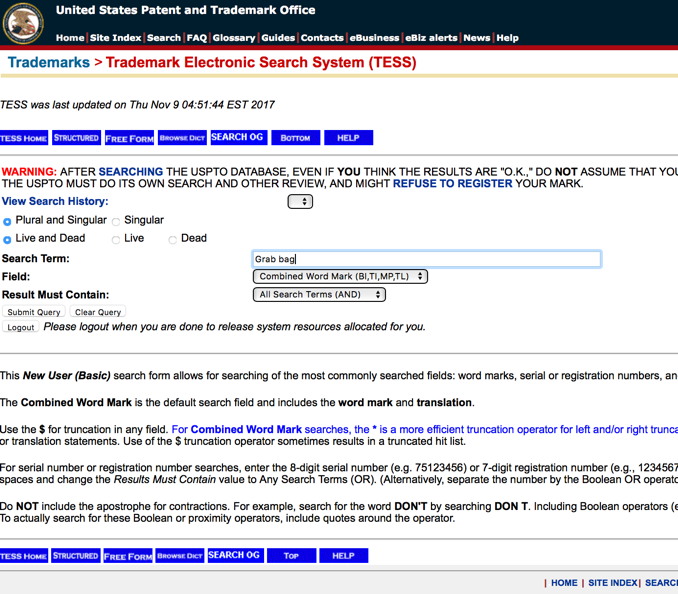 United States Patent and Trademark Office
Home | Site Index | Search | FAQ | Glossary | Guides | Contacts | eBusiness | eBiz alerts | News | Help
Trademarks > Trademark Electronic Search System (TESS)
TESS was last updated on Thu Nov 9 04:51:44 EST 2017
TESS HOME STRUCTURED FREE FORM BROWSE DICT SEARCH OG BOTTOM HELP
WARNING: AFTER SEARCHING THE USPTO DATABASE, EVEN IF YOU THINK THE RESULTS ARE "O.K.," DO NOT ASSUME THAT YOU
THE USPTO MUST DO ITS OWN SEARCH AND OTHER REVIEW, AND MIGHT REFUSE TO REGISTER YOUR MARK.
View Search History:
Plural and Singular Singular
Live and Dead Live Dead
Search Term: Grab bag
Field: Combined Word Mark (BI,TI,MP,TL)
Result Must Contain: All Search Terms (AND)
Submit Query Clear Query
Logout Please logout when you are done to release system resources allocated for you.
This New User (Basic) search form allows for searching of the most commonly searched fields: word marks, serial or registration numbers, an
The Combined Word Mark is the default search field and includes the word mark and translation.
Use the $ for truncation in any field. For Combined Word Mark searches, the * is a more efficient truncation operator for left and/or right trunca
or translation statements. Use of the $ truncation operator sometimes results in a truncated hit list.
For serial number or registration number searches, enter the 8-digit serial number (e.g. 75123456) or 7-digit registration number (e.g., 1234567
spaces and change the Results Must Contain value to Any Search Terms (OR). (Alternatively, separate the number by the Boolean OR operato
Do NOT include the apostrophe for contractions. For example, search for the word DON'T by searching DON T. Including Boolean operators (e
To actually search for these Boolean or proximity operators, include quotes around the operator.
TESS HOME STRUCTURED FREE FORM BROWSE DICT SEARCH OG TOP HELP
| HOME | SITE INDEX | SEARC